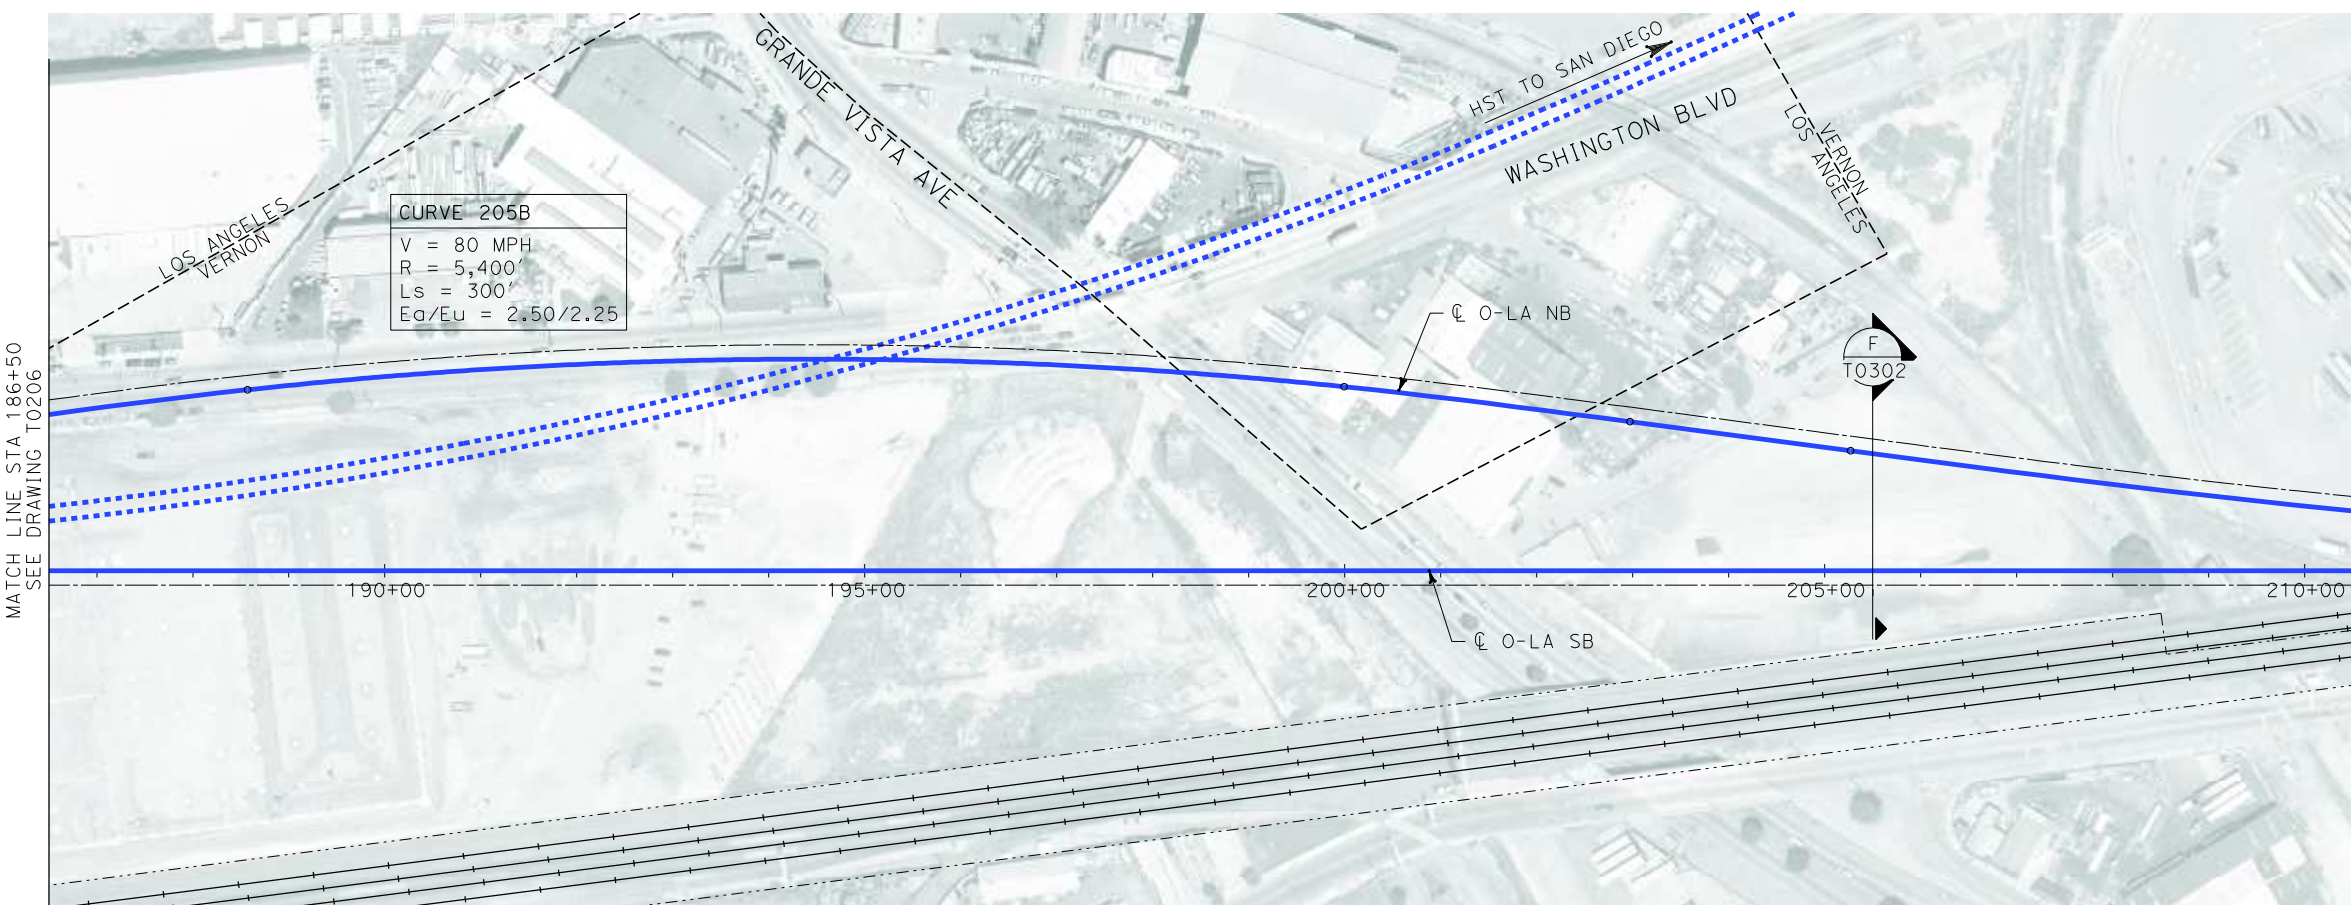 HST TO SAN DIEGO
GRANDE VISTA AVE
WASHINGTON BLVD
VERNON
LOS ANGELES
LOS ANGELES
VERNON
CURVE 205B
V = 80 MPH
R = 5,400'
Ls = 300'
Ea/Eu = 2.50/2.25
℄ O-LA NB
F
TO302
MATCH LINE STA 186+50
SEE DRAWING TO206
190+00
195+00
200+00
205+00
210+00
℄ O-LA SB